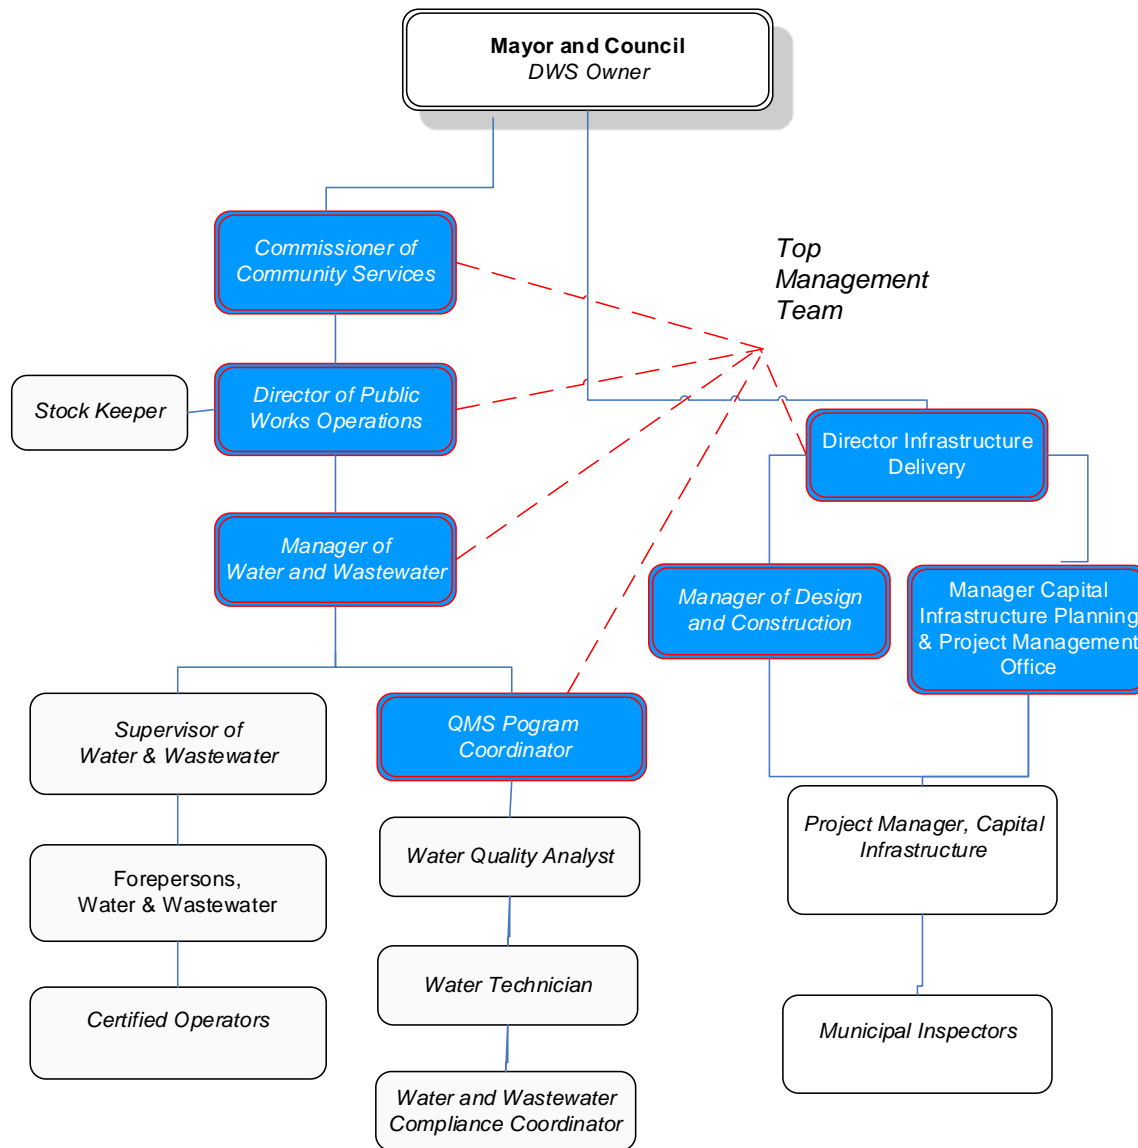 Mayor and Council
DWS Owner
Commissioner of
Community Services
Top
Management
Team
Stock Keeper
Director of Public
Works Operations
Director Infrastructure
Delivery
Manager of
Water and Wastewater
Manager of Design
and Construction
Manager Capital
Infrastructure Planning
& Project Management
Office
Supervisor of
Water & Wastewater
QMS Pogram
Coordinator
Project Manager, Capital
Infrastructure
Water Quality Analyst
Forepersons,
Water & Wastewater
Water Technician
Certified Operators
Municipal Inspectors
Water and Wastewater
Compliance Coordinator